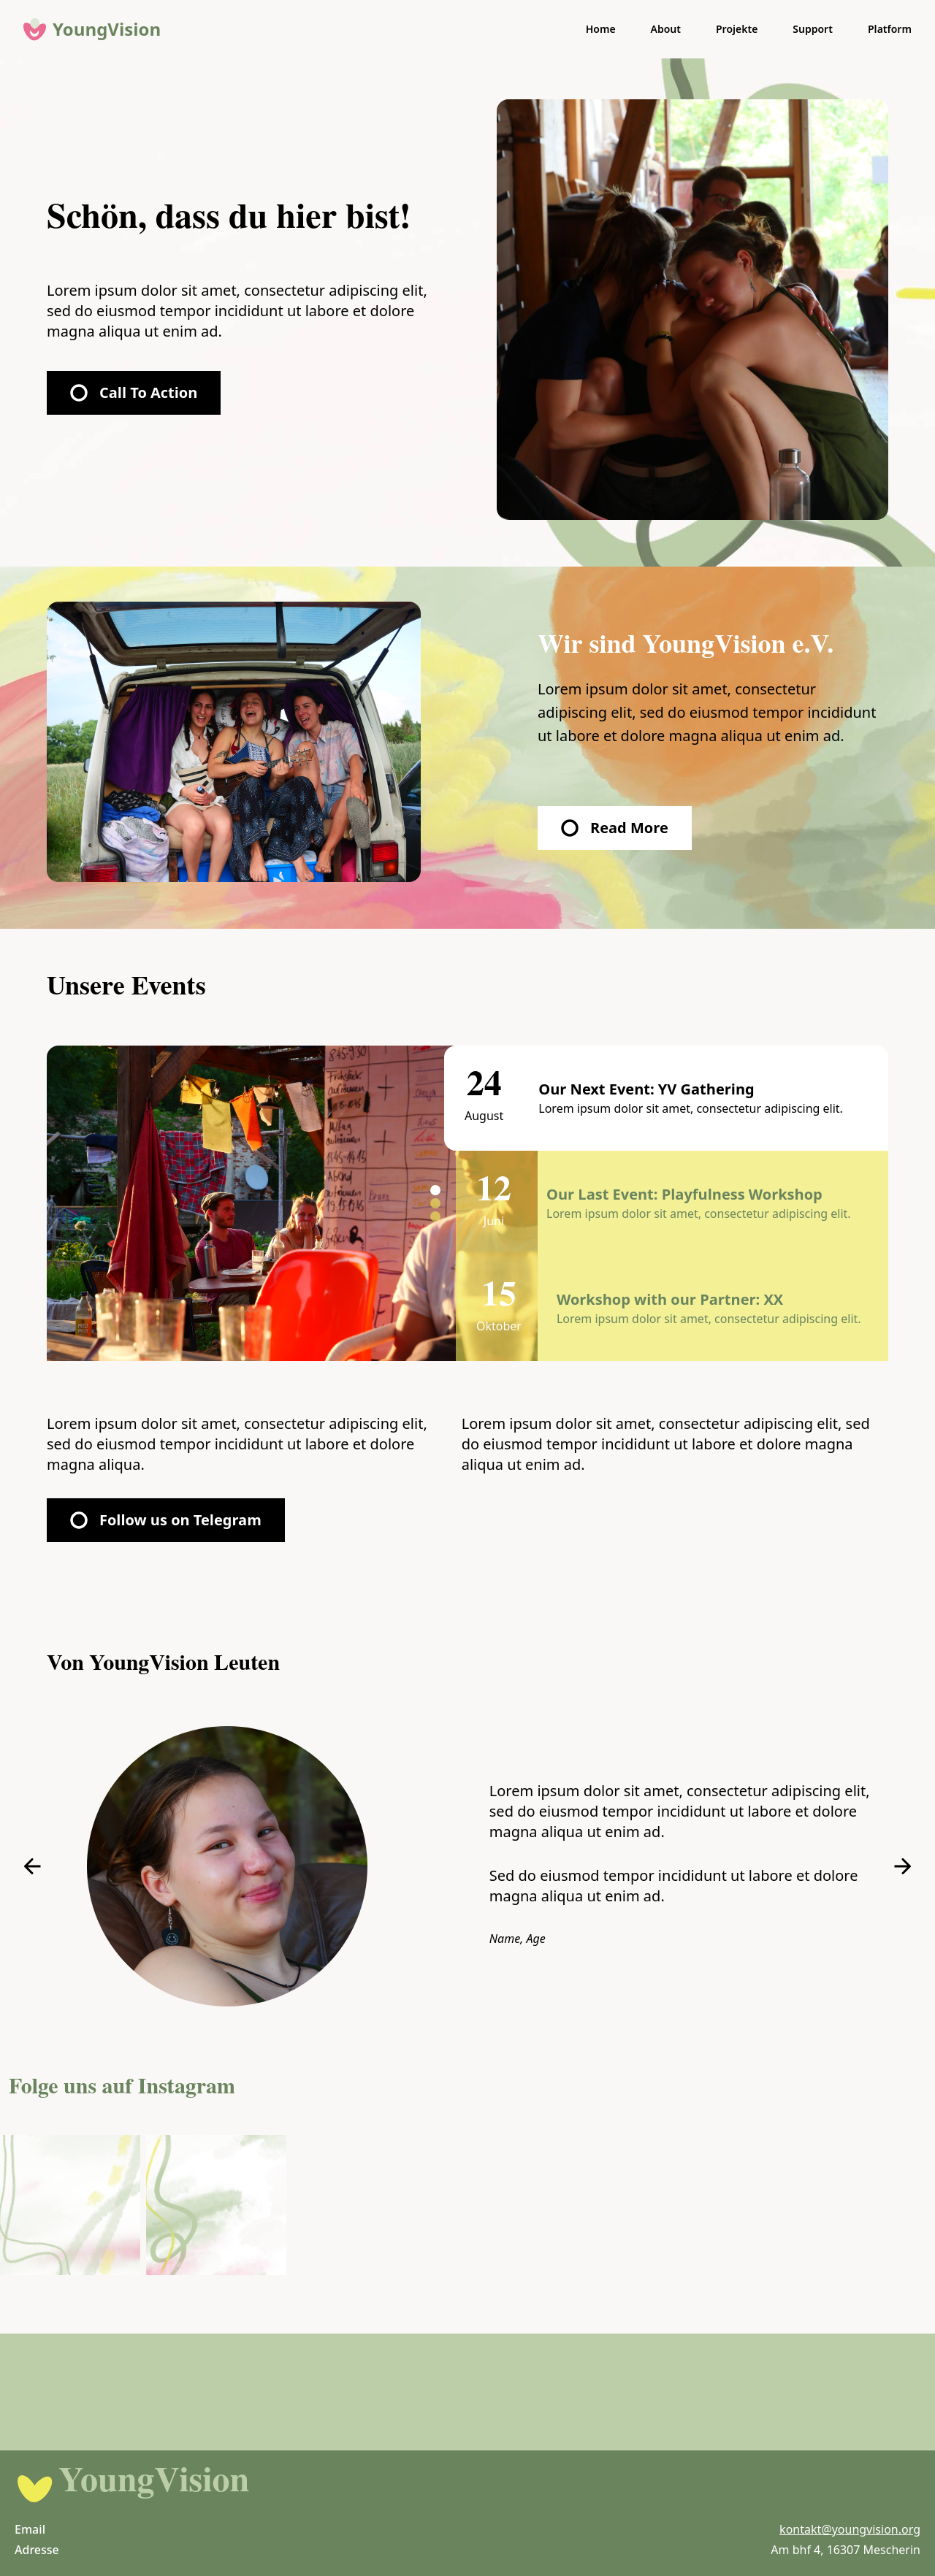 YoungVision
Home About Projekte Support Platform
Schön, dass du hier bist!
Lorem ipsum dolor sit amet, consectetur adipiscing elit,
sed do eiusmod tempor incididunt ut labore et dolore
magna aliqua ut enim ad.
Call To Action
Wir sind YoungVision e.V.
Lorem ipsum dolor sit amet, consectetur
adipiscing elit, sed do eiusmod tempor incididunt
ut labore et dolore magna aliqua ut enim ad.
Read More
Unsere Events
24
August
Our Next Event: YV Gathering
Lorem ipsum dolor sit amet, consectetur adipiscing elit.
12
Juni
Our Last Event: Playfulness Workshop
Lorem ipsum dolor sit amet, consectetur adipiscing elit.
15
Oktober
Workshop with our Partner: XX
Lorem ipsum dolor sit amet, consectetur adipiscing elit.
Lorem ipsum dolor sit amet, consectetur adipiscing elit,
sed do eiusmod tempor incididunt ut labore et dolore
magna aliqua.
Lorem ipsum dolor sit amet, consectetur adipiscing elit, sed
do eiusmod tempor incididunt ut labore et dolore magna
aliqua ut enim ad.
Follow us on Telegram
Von YoungVision Leuten
Lorem ipsum dolor sit amet, consectetur adipiscing elit,
sed do eiusmod tempor incididunt ut labore et dolore
magna aliqua ut enim ad.
Sed do eiusmod tempor incididunt ut labore et dolore
magna aliqua ut enim ad.
Name, Age
Folge uns auf Instagram
YoungVision
Email
kontakt@youngvision.org
Adresse
Am bhf 4, 16307 Mescherin